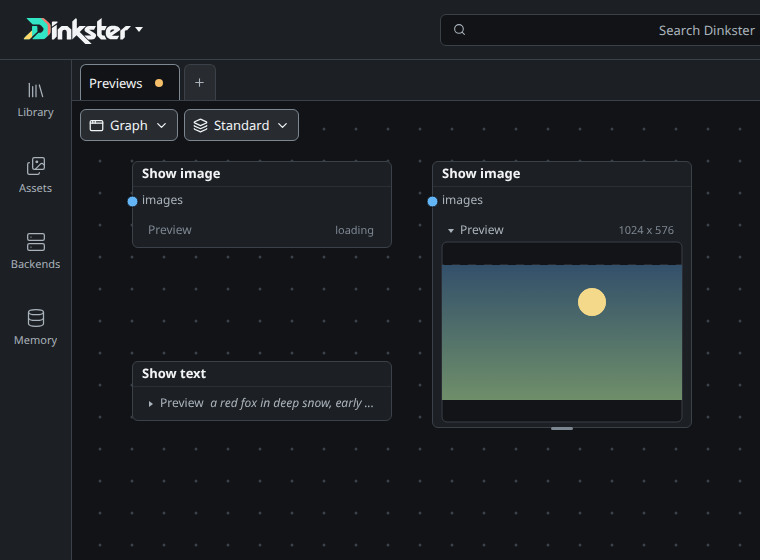 Dinkster
Search Dinkster
Previews
+
Library
Assets
Backends
Memory
Graph
Standard
Show image
images
Preview
loading
Show image
images
Preview
1024 x 576
Show text
Preview a red fox in deep snow, early ...